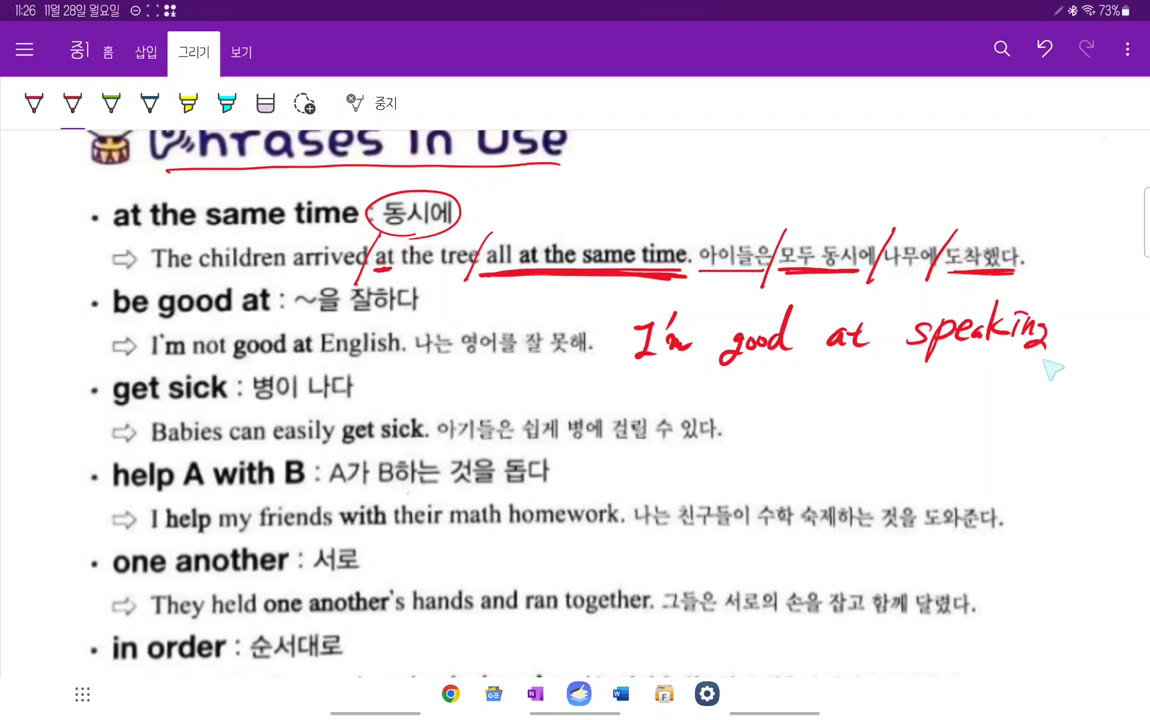 11:26 11월 28일 월요일 73%
중1 홈 삽입 그리기 보기
중지
Phrases in Use
• at the same time : 동시에
⇨ The children arrived / at the tree / all at the same time. 아이들은 / 모두 동시에 / 나무에 / 도착했다.
• be good at : ~을 잘하다
⇨ I'm not good at English. 나는 영어를 잘 못해. I'm good at speaking
• get sick : 병이 나다
⇨ Babies can easily get sick. 아기들은 쉽게 병에 걸릴 수 있다.
• help A with B : A가 B하는 것을 돕다
⇨ I help my friends with their math homework. 나는 친구들이 수학 숙제하는 것을 도와준다.
• one another : 서로
⇨ They held one another's hands and ran together. 그들은 서로의 손을 잡고 함께 달렸다.
• in order : 순서대로